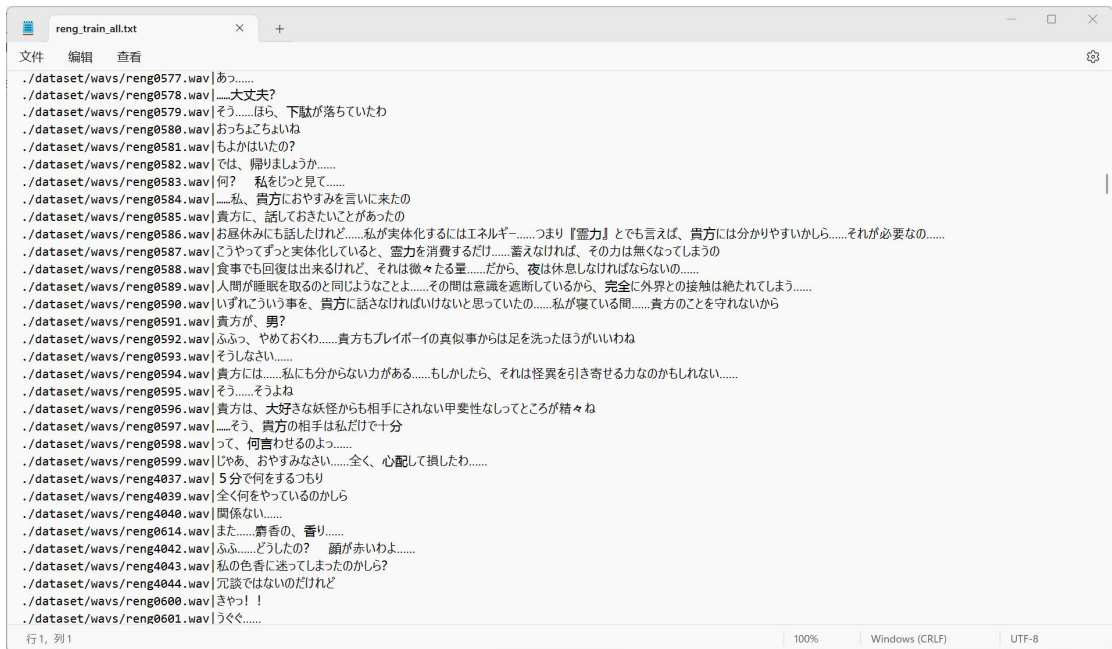 reng_train_all.txt
文件 编辑 查看
./dataset/wavs/reng0577.wav|あっ……
./dataset/wavs/reng0578.wav|……大丈夫?
./dataset/wavs/reng0579.wav|そう……ほら、下駄が落ちていたわ
./dataset/wavs/reng0580.wav|おっちょこちょいね
./dataset/wavs/reng0581.wav|もよかはいたの?
./dataset/wavs/reng0582.wav|では、帰りましょうか……
./dataset/wavs/reng0583.wav|何?　私をじっと見て……
./dataset/wavs/reng0584.wav|……私、貴方におやすみを言いに来たの
./dataset/wavs/reng0585.wav|貴方に、話しておきたいことがあったの
./dataset/wavs/reng0586.wav|お昼休みにも話したけれど……私が実体化するにはエネルギー……つまり『霊力』とでも言えば、貴方には分かりやすいかしら……それが必要なの……
./dataset/wavs/reng0587.wav|こうやってずっと実体化していると、霊力を消費するだけ……蓄えなければ、その力は無くなってしまうの
./dataset/wavs/reng0588.wav|食事でも回復は出来るけれど、それは微々たる量……だから、夜は休息しなければならないの……
./dataset/wavs/reng0589.wav|人間が睡眠を取るのと同じようなことよ……その間は意識を遮断しているから、完全に外界との接触は絶たれてしまう……
./dataset/wavs/reng0590.wav|いずれこういう事を、貴方に話さなければいけないと思っていたの……私が寝ている間……貴方のことを守れないから
./dataset/wavs/reng0591.wav|貴方が、男?
./dataset/wavs/reng0592.wav|ふふっ、やめておくわ……貴方もプレイボーイの真似事からは足を洗ったほうがいいわね
./dataset/wavs/reng0593.wav|そうしなさい……
./dataset/wavs/reng0594.wav|貴方には……私にも分からない力がある……もしかしたら、それは怪異を引き寄せる力なのかもしれない……
./dataset/wavs/reng0595.wav|そう……そうよね
./dataset/wavs/reng0596.wav|貴方は、大好きな妖怪からも相手にされない甲斐性なしってところが精々ね
./dataset/wavs/reng0597.wav|……そう、貴方の相手は私だけで十分
./dataset/wavs/reng0598.wav|って、何言わせるのよっ……
./dataset/wavs/reng0599.wav|じゃあ、おやすみなさい……全く、心配して損したわ……
./dataset/wavs/reng4037.wav|５分で何をするつもり
./dataset/wavs/reng4039.wav|全く何をやっているのかしら
./dataset/wavs/reng4040.wav|関係ない……
./dataset/wavs/reng0614.wav|また……麝香の、香り……
./dataset/wavs/reng4042.wav|ふふ……どうしたの?　顔が赤いわよ……
./dataset/wavs/reng4043.wav|私の色香に迷ってしまったのかしら?
./dataset/wavs/reng4044.wav|冗談ではないのだけれど
./dataset/wavs/reng0600.wav|きゃっ！！
./dataset/wavs/reng0601.wav|うぐぐ……
行 1, 列 1 100% Windows (CRLF) UTF-8